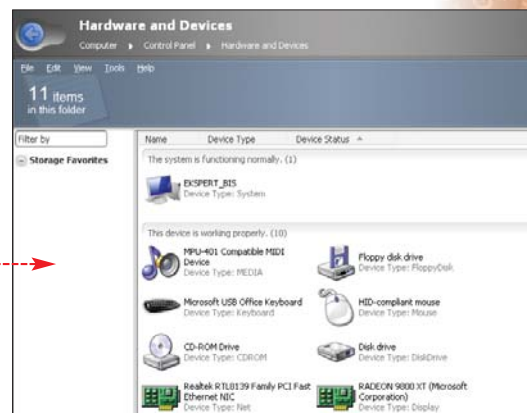 Hardware and Devices
Computer ▸ Control Panel ▸ Hardware and Devices
File Edit View Tools Help
11 items
in this folder
Filter by
Storage Favorites
Name Device Type Device Status
The system is functioning normally. (1)
EKSPERT_BIS
Device Type: System
This device is working properly. (10)
MPU-401 Compatible MIDI
Device
Device Type: MEDIA
Floppy disk drive
Device Type: FloppyDisk
Microsoft USB Office Keyboard
Device Type: Keyboard
HID-compliant mouse
Device Type: Mouse
CD-ROM Drive
Device Type: CDROM
Disk drive
Device Type: DiskDrive
Realtek RTL8139 Family PCI Fast
Ethernet NIC
Device Type: Net
RADEON 9800 XT (Microsoft
Corporation)
Device Type: Display